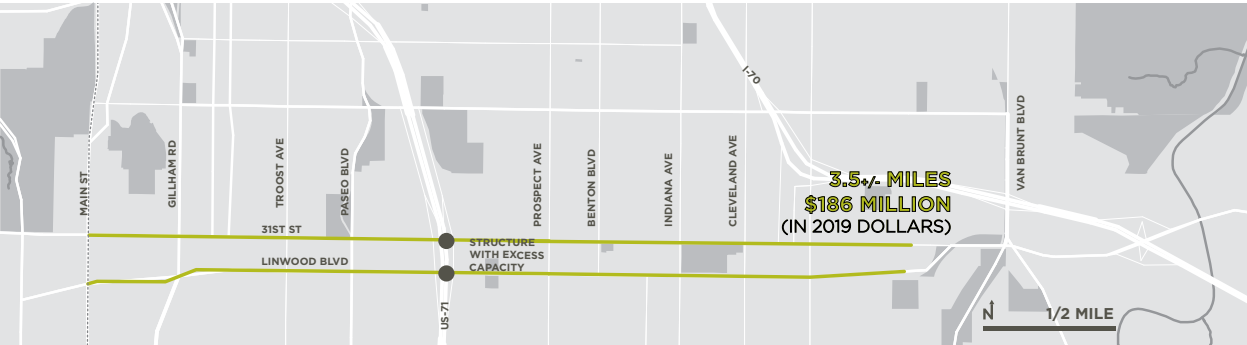 I-70
MAIN ST
GILLHAM RD
TROOST AVE
PASEO BLVD
PROSPECT AVE
BENTON BLVD
INDIANA AVE
CLEVELAND AVE
VAN BRUNT BLVD
3.5+/- MILES
$186 MILLION
(IN 2019 DOLLARS)
31ST ST
STRUCTURE
WITH EXCESS
CAPACITY
LINWOOD BLVD
US-71
N
1/2 MILE